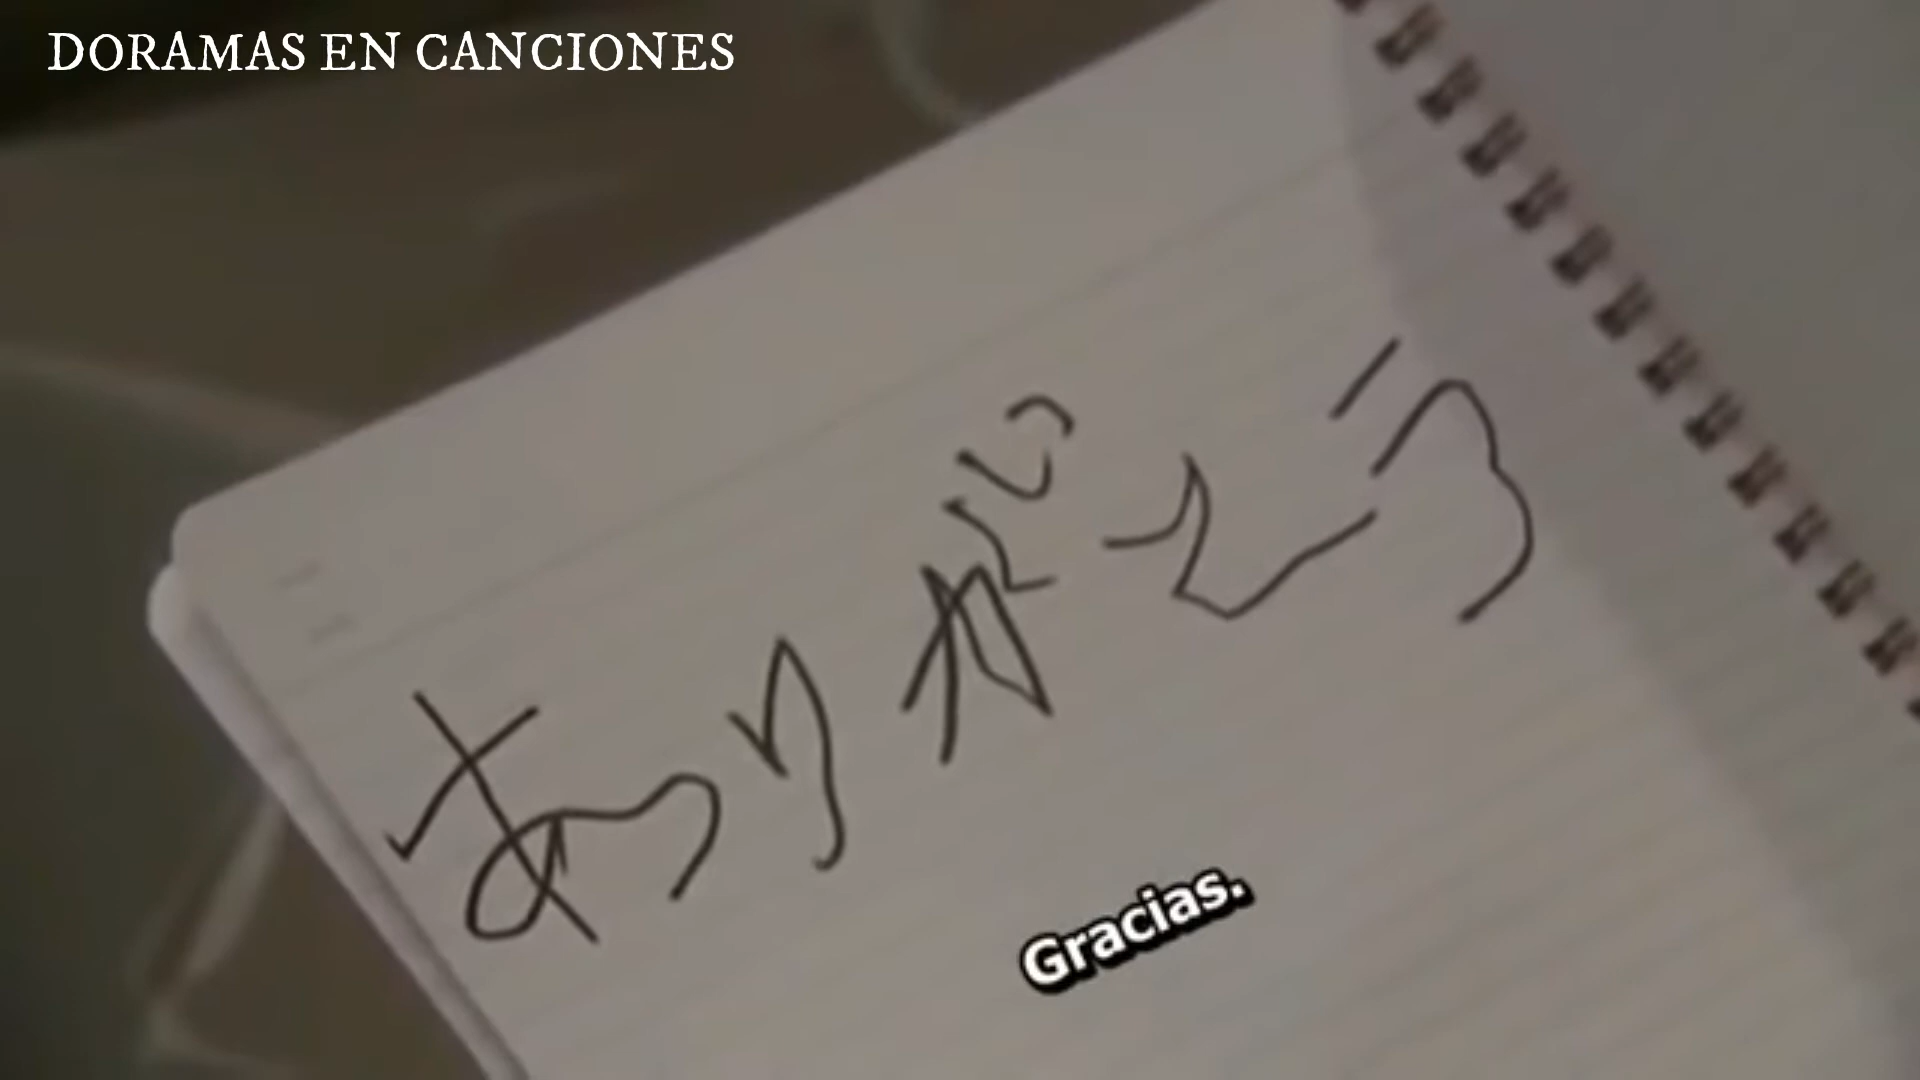 DORAMAS EN CANCIONES
ありがとう
Gracias.